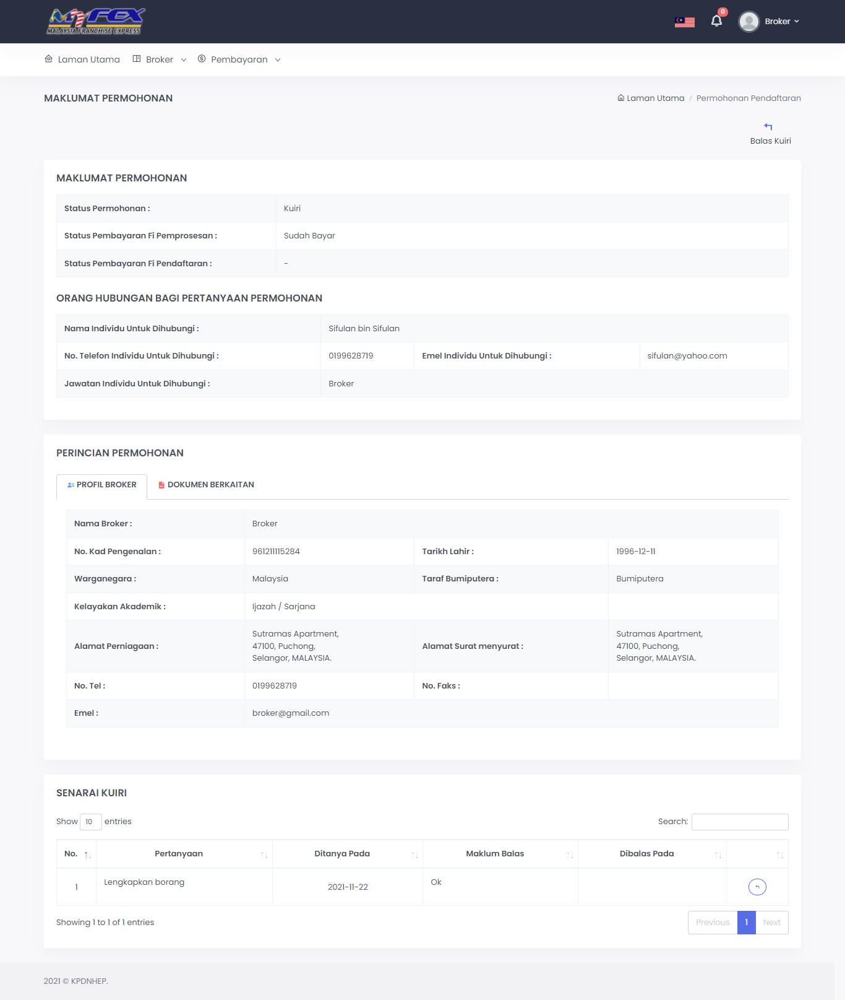 MyFEX
MALAYSIA FRANCHISE EXPRESS
0
Broker
Laman Utama
Broker
Pembayaran
MAKLUMAT PERMOHONAN
Laman Utama / Permohonan Pendaftaran
Balas Kuiri
MAKLUMAT PERMOHONAN
Status Permohonan : Kuiri
Status Pembayaran Fi Pemprosesan : Sudah Bayar
Status Pembayaran Fi Pendaftaran : -
ORANG HUBUNGAN BAGI PERTANYAAN PERMOHONAN
Nama Individu Untuk Dihubungi : Sifulan bin Sifulan
No. Telefon Individu Untuk Dihubungi : 0199628719 Emel Individu Untuk Dihubungi : sifulan@yahoo.com
Jawatan Individu Untuk Dihubungi : Broker
PERINCIAN PERMOHONAN
PROFIL BROKER DOKUMEN BERKAITAN
Nama Broker : Broker
No. Kad Pengenalan : 961211115284 Tarikh Lahir : 1996-12-11
Warganegara : Malaysia Taraf Bumiputera : Bumiputera
Kelayakan Akademik : Ijazah / Sarjana
Alamat Perniagaan :
Sutramas Apartment,
47100, Puchong,
Selangor, MALAYSIA.
Alamat Surat menyurat :
Sutramas Apartment,
47100, Puchong,
Selangor, MALAYSIA.
No. Tel : 0199628719 No. Faks :
Emel : broker@gmail.com
SENARAI KUIRI
Show 10 entries Search:
No. Pertanyaan Ditanya Pada Maklum Balas Dibalas Pada
1 Lengkapkan borang 2021-11-22 Ok
Showing 1 to 1 of 1 entries Previous 1 Next
2021 © KPDNHEP.